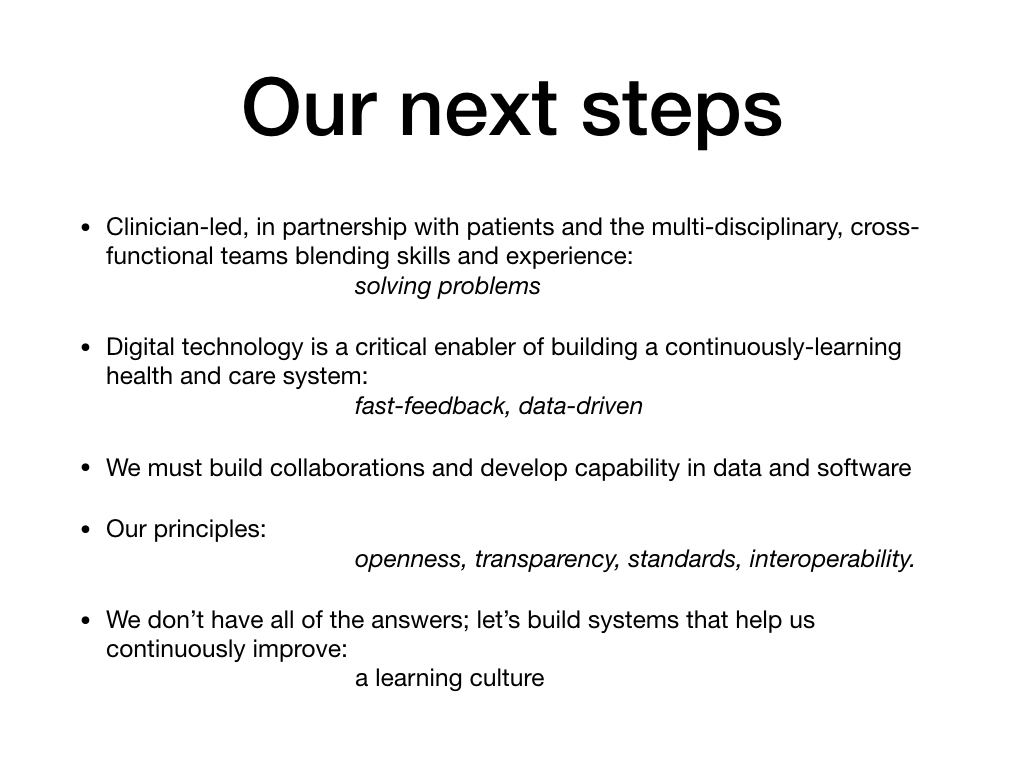 Our next steps
• Clinician-led, in partnership with patients and the multi-disciplinary, cross-
functional teams blending skills and experience:
solving problems
• Digital technology is a critical enabler of building a continuously-learning
health and care system:
fast-feedback, data-driven
• We must build collaborations and develop capability in data and software
• Our principles:
openness, transparency, standards, interoperability.
• We don’t have all of the answers; let’s build systems that help us
continuously improve:
a learning culture